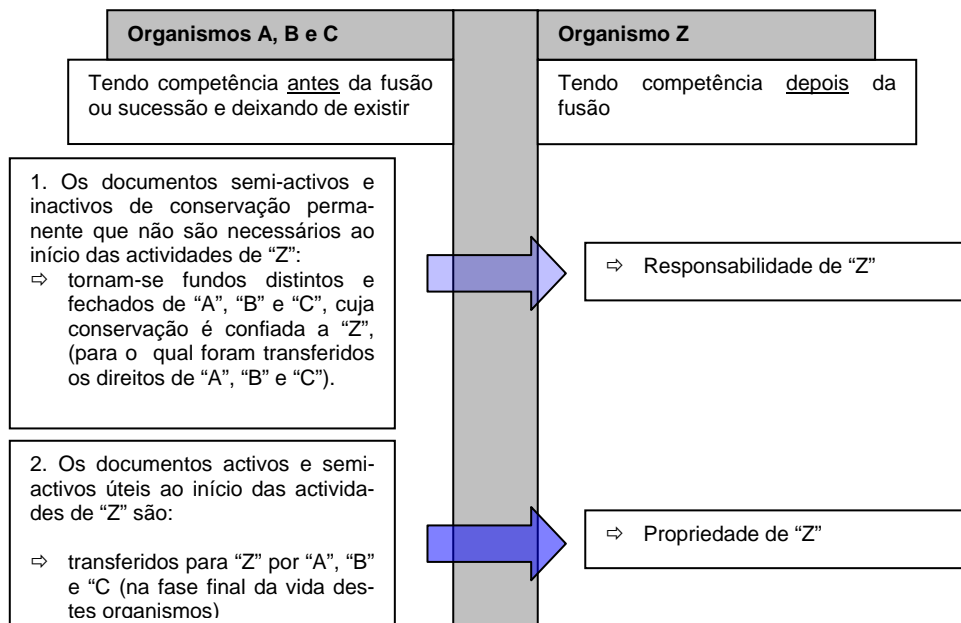 Organismos A, B e C
Organismo Z
Tendo competência antes da fusão
ou sucessão e deixando de existir
Tendo competência depois da
fusão
1. Os documentos semi-activos e
inactivos de conservação perma-
nente que não são necessários ao
início das actividades de “Z”:
⇨ tornam-se fundos distintos e
fechados de “A”, “B” e “C”, cuja
conservação é confiada a “Z”,
(para o qual foram transferidos
os direitos de “A”, “B” e “C”).
⇨ Responsabilidade de “Z”
2. Os documentos activos e semi-
activos úteis ao início das activida-
des de “Z” são:
⇨ transferidos para “Z” por “A”, “B”
e “C (na fase final da vida des-
tes organismos)
⇨ Propriedade de “Z”